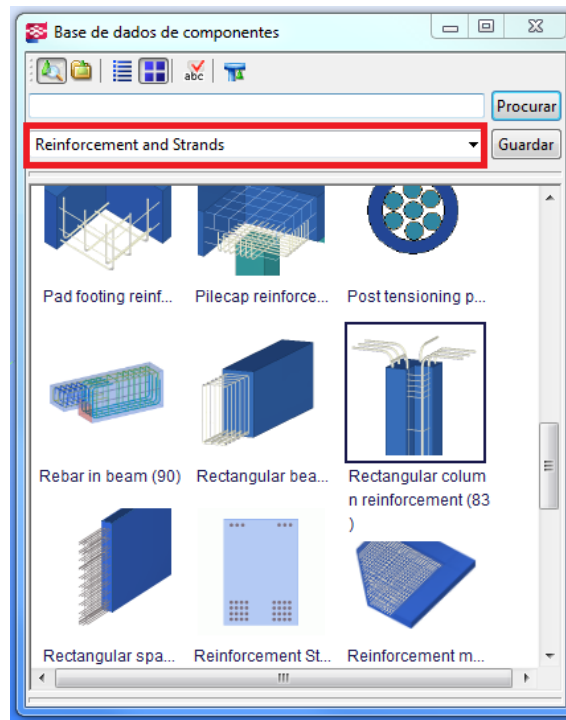 Base de dados de componentes
abc
Procurar
Reinforcement and Strands
Guardar
Pad footing reinf...
Pilecap reinforce...
Post tensioning p...
Rebar in beam (90)
Rectangular bea...
Rectangular colum
n reinforcement (83
)
Rectangular spa...
Reinforcement St...
Reinforcement m...